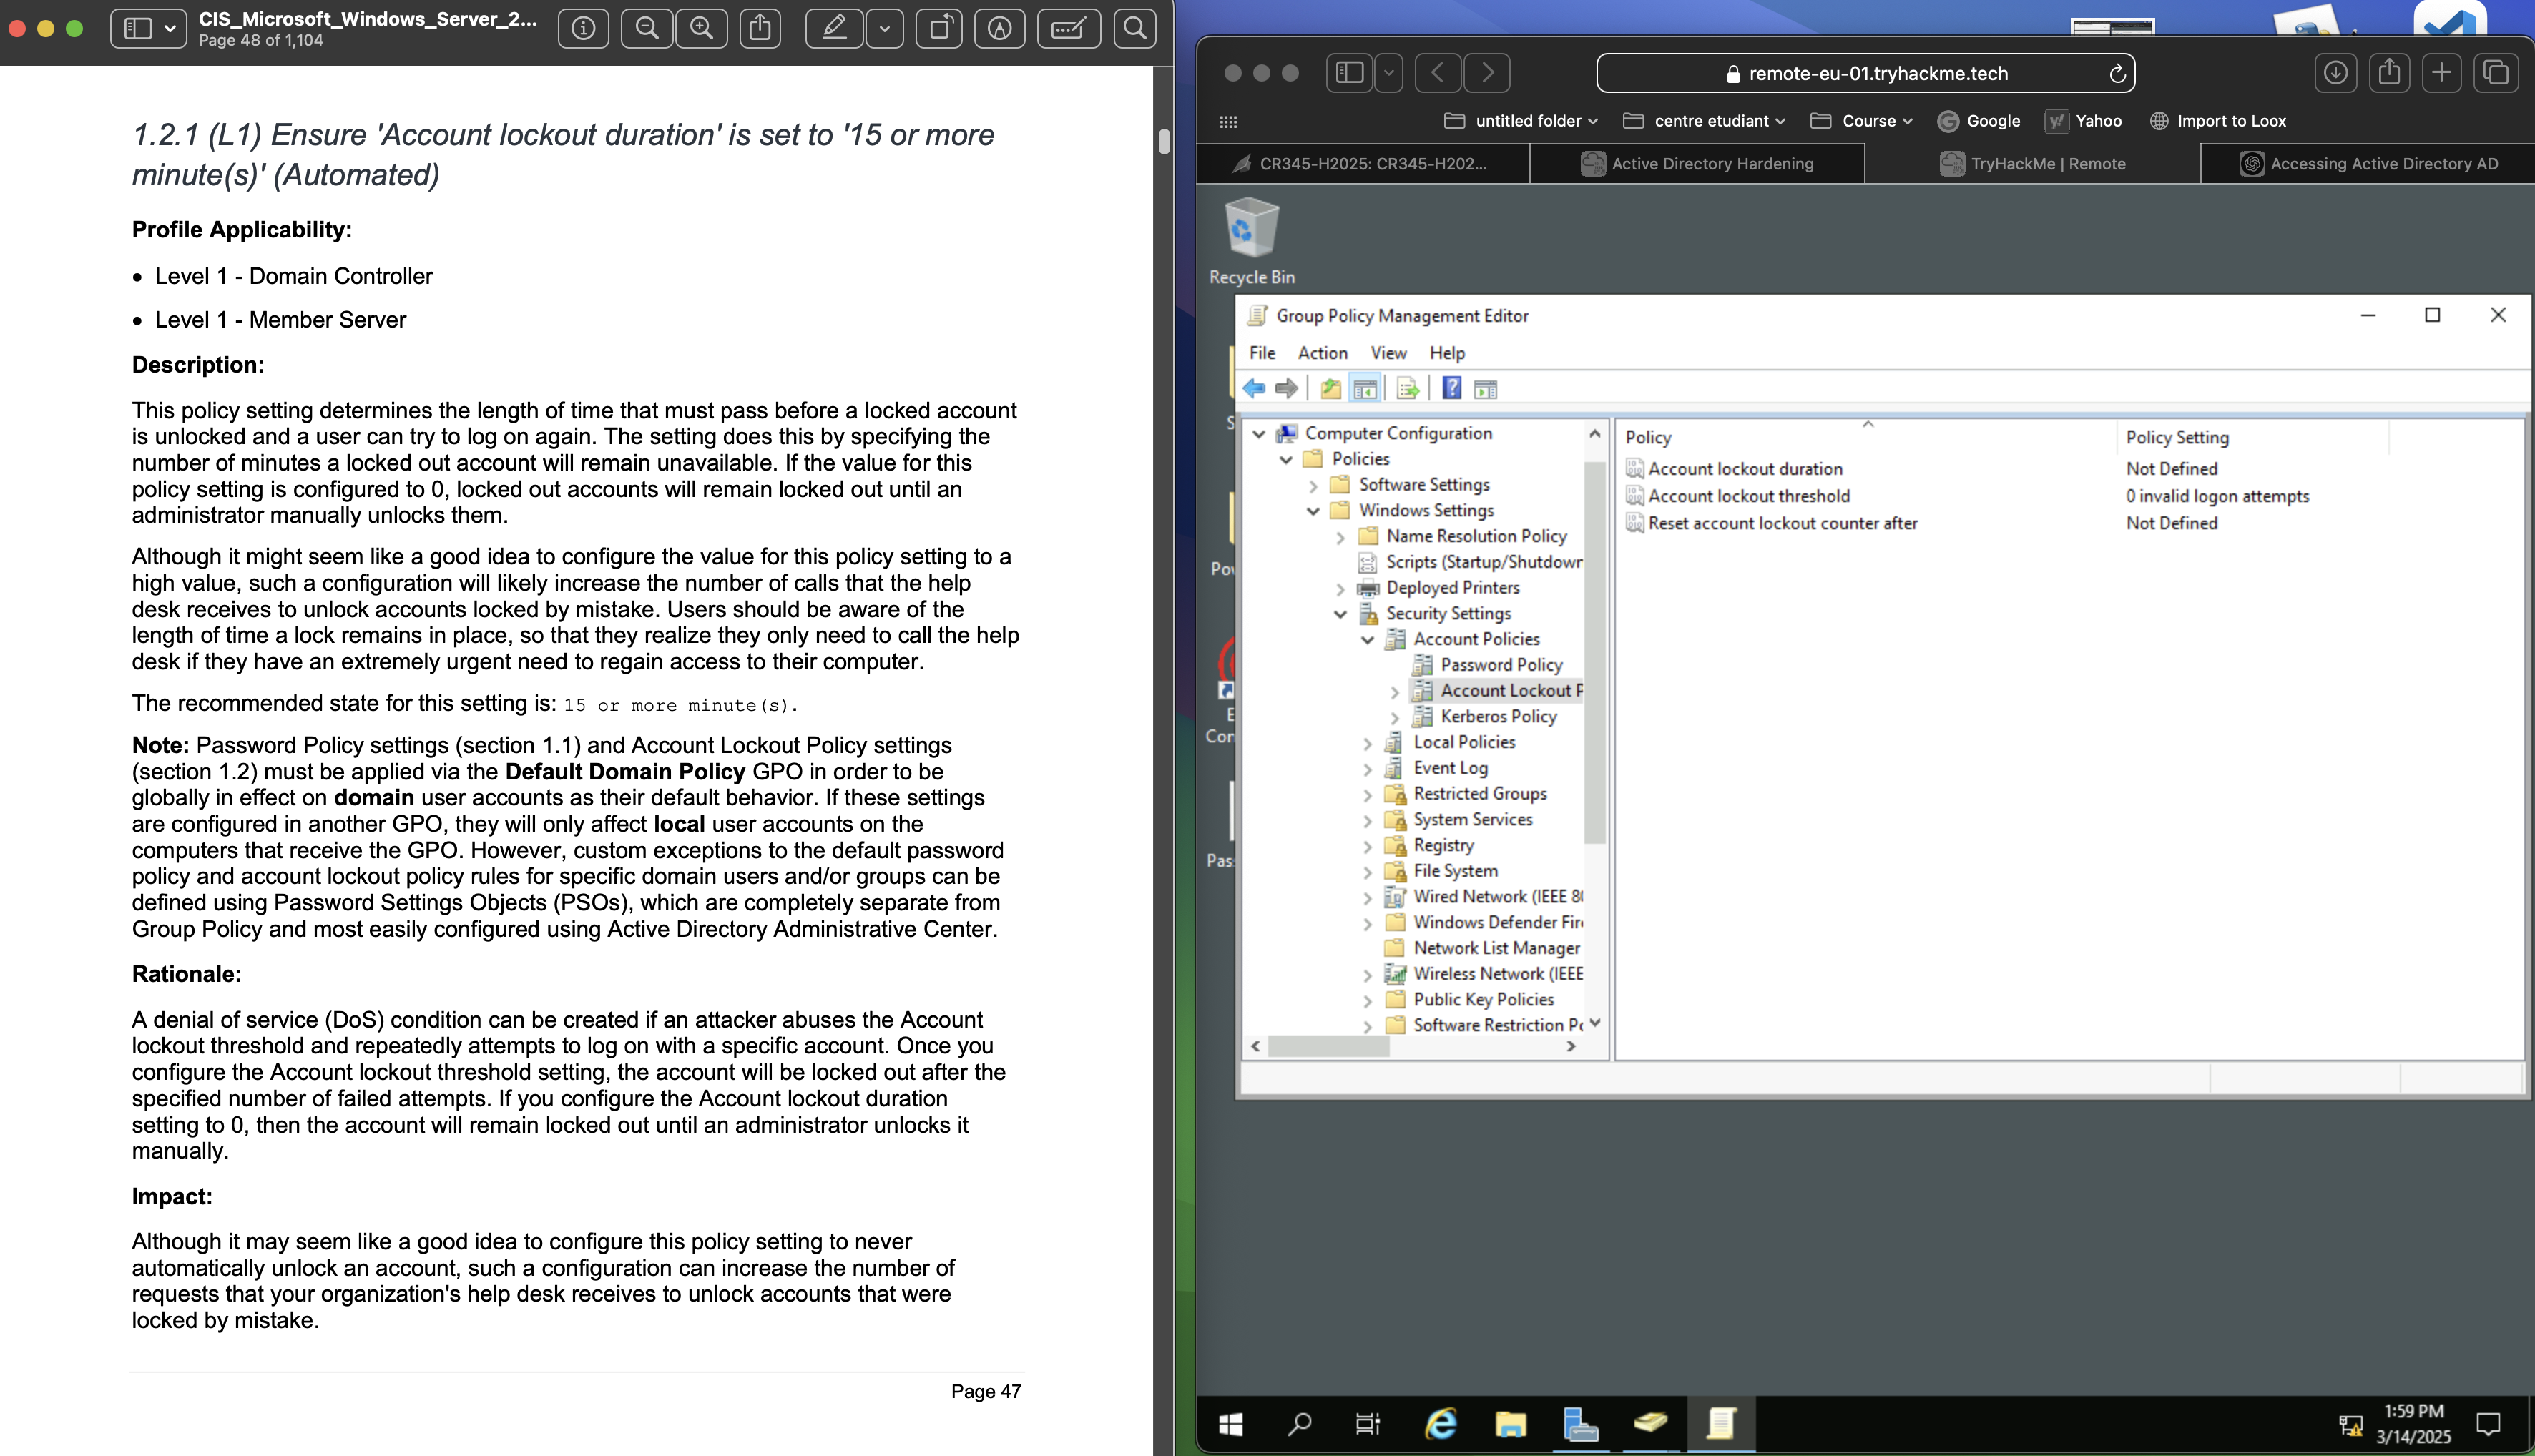 CIS_Microsoft_Windows_Server_2...
Page 48 of 1,104
1.2.1 (L1) Ensure 'Account lockout duration' is set to '15 or more
minute(s)' (Automated)
Profile Applicability:
• Level 1 - Domain Controller
• Level 1 - Member Server
Description:
This policy setting determines the length of time that must pass before a locked account
is unlocked and a user can try to log on again. The setting does this by specifying the
number of minutes a locked out account will remain unavailable. If the value for this
policy setting is configured to 0, locked out accounts will remain locked out until an
administrator manually unlocks them.
Although it might seem like a good idea to configure the value for this policy setting to a
high value, such a configuration will likely increase the number of calls that the help
desk receives to unlock accounts locked by mistake. Users should be aware of the
length of time a lock remains in place, so that they realize they only need to call the help
desk if they have an extremely urgent need to regain access to their computer.
The recommended state for this setting is: 15 or more minute(s).
Note: Password Policy settings (section 1.1) and Account Lockout Policy settings
(section 1.2) must be applied via the Default Domain Policy GPO in order to be
globally in effect on domain user accounts as their default behavior. If these settings
are configured in another GPO, they will only affect local user accounts on the
computers that receive the GPO. However, custom exceptions to the default password
policy and account lockout policy rules for specific domain users and/or groups can be
defined using Password Settings Objects (PSOs), which are completely separate from
Group Policy and most easily configured using Active Directory Administrative Center.
Rationale:
A denial of service (DoS) condition can be created if an attacker abuses the Account
lockout threshold and repeatedly attempts to log on with a specific account. Once you
configure the Account lockout threshold setting, the account will be locked out after the
specified number of failed attempts. If you configure the Account lockout duration
setting to 0, then the account will remain locked out until an administrator unlocks it
manually.
Impact:
Although it may seem like a good idea to configure this policy setting to never
automatically unlock an account, such a configuration can increase the number of
requests that your organization's help desk receives to unlock accounts that were
locked by mistake.
Page 47
remote-eu-01.tryhackme.tech
untitled folder centre etudiant Course Google Yahoo Import to Loox
CR345-H2025: CR345-H202... Active Directory Hardening TryHackMe | Remote Accessing Active Directory AD
Recycle Bin
Group Policy Management Editor
File Action View Help
Computer Configuration
Policies
Software Settings
Windows Settings
Name Resolution Policy
Scripts (Startup/Shutdown
Deployed Printers
Security Settings
Account Policies
Password Policy
Account Lockout P
Kerberos Policy
Local Policies
Event Log
Restricted Groups
System Services
Registry
File System
Wired Network (IEEE 80
Windows Defender Fire
Network List Manager
Wireless Network (IEEE
Public Key Policies
Software Restriction Po
Policy Policy Setting
Account lockout duration Not Defined
Account lockout threshold 0 invalid logon attempts
Reset account lockout counter after Not Defined
S
Pov
E
Con
Pas
1:59 PM
3/14/2025